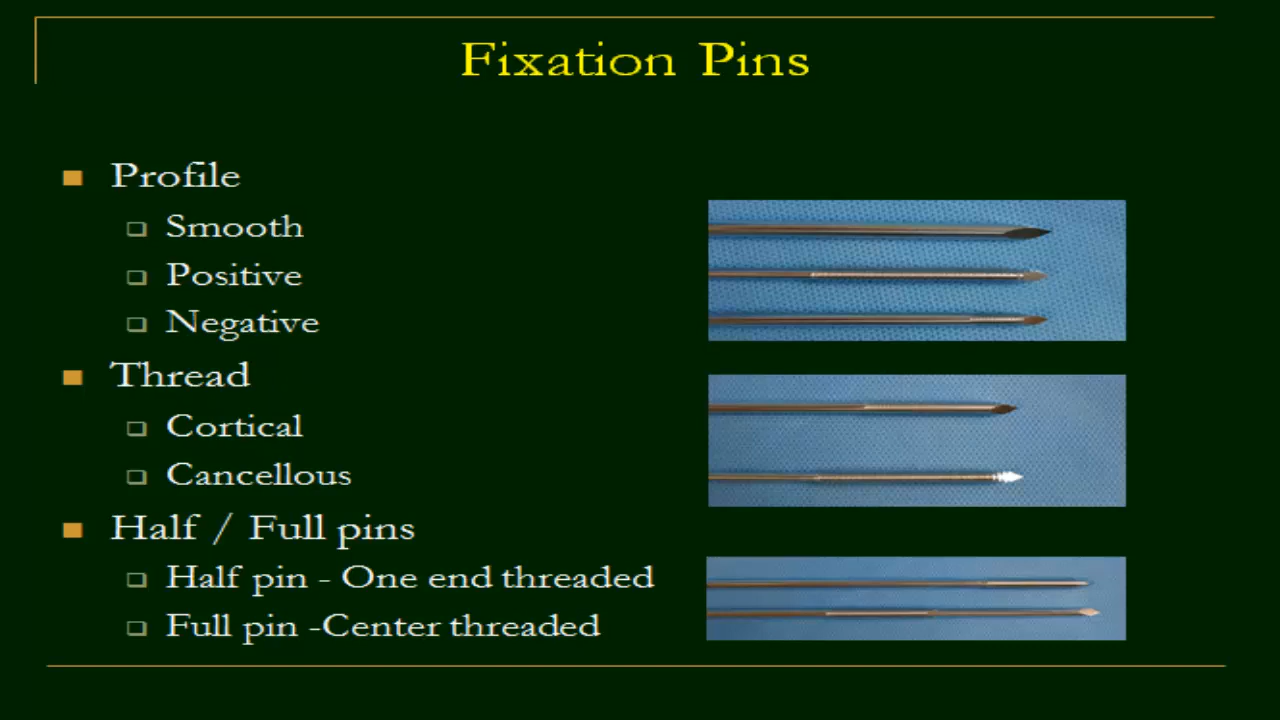 Fixation Pins
Profile
Smooth
Positive
Negative
Thread
Cortical
Cancellous
Half / Full pins
Half pin - One end threaded
Full pin -Center threaded